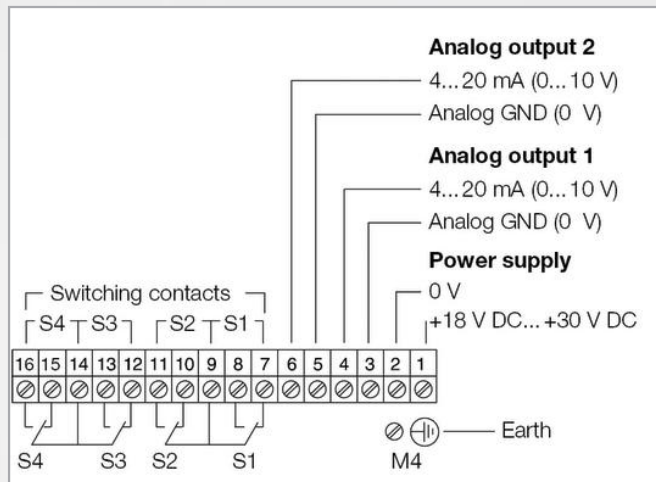 Analog output 2
4...20 mA (0...10 V)
Analog GND (0 V)
Analog output 1
4...20 mA (0...10 V)
Analog GND (0 V)
Power supply
0 V
+18 V DC...+30 V DC
Switching contacts
S4 S3 S2 S1
16 15 14 13 12 11 10 9 8 7 6 5 4 3 2 1
Earth
S4 S3 S2 S1 M4